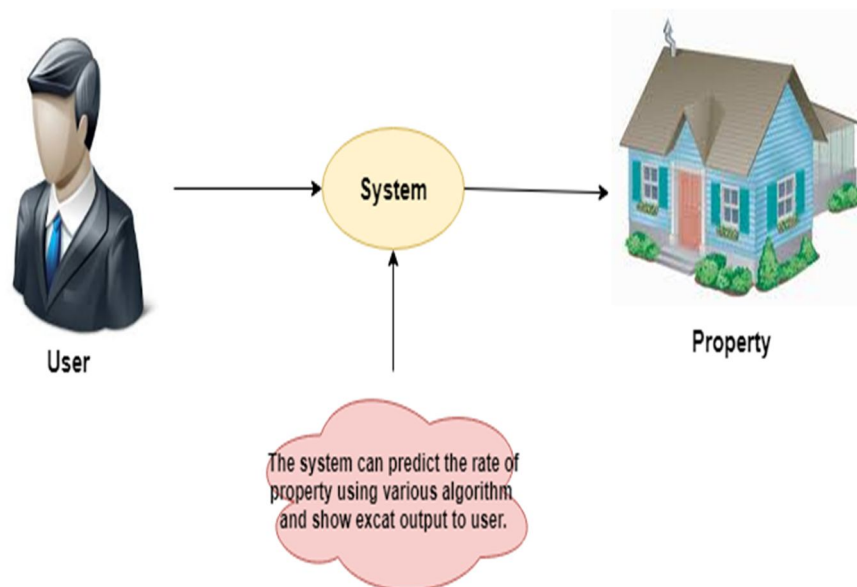 System
User
Property
The system can predict the rate of
property using various algorithm
and show excat output to user.